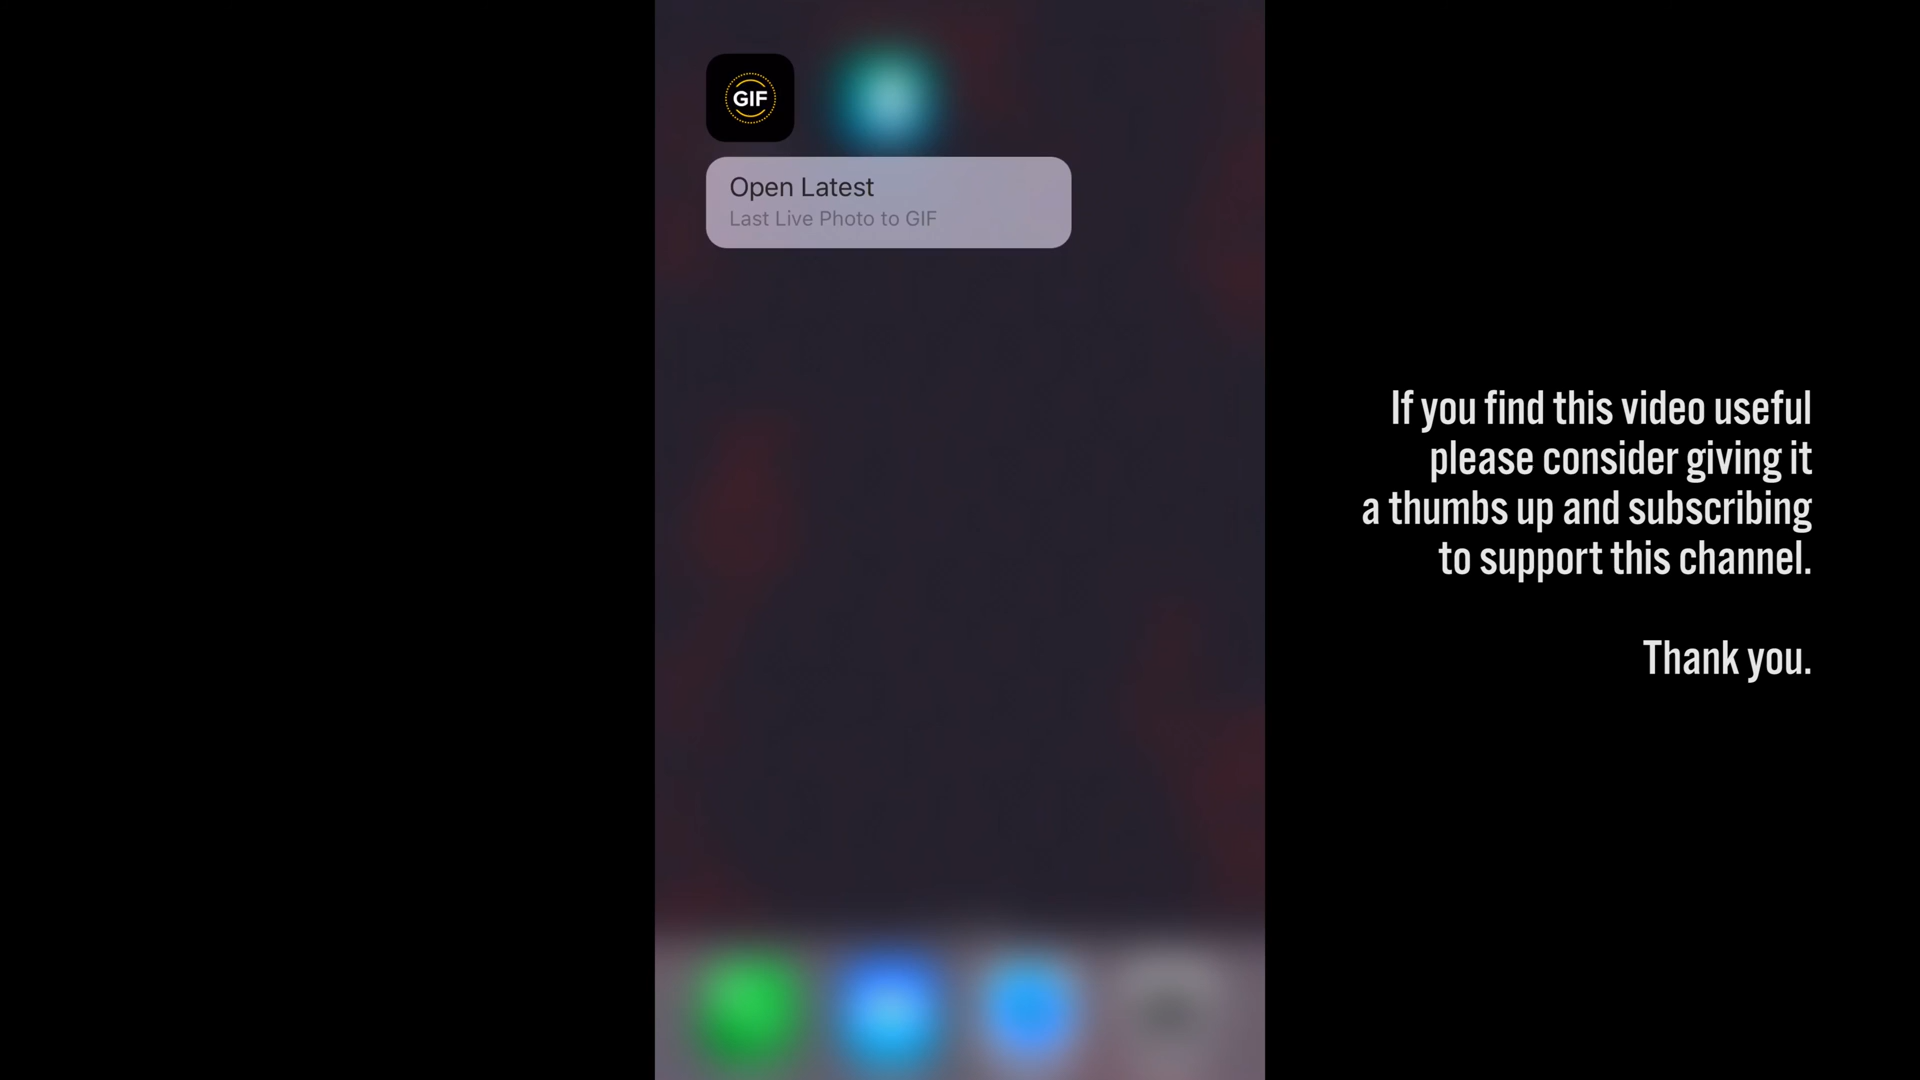 GIF
Open Latest
Last Live Photo to GIF
If you find this video useful
please consider giving it
a thumbs up and subscribing
to support this channel.
Thank you.